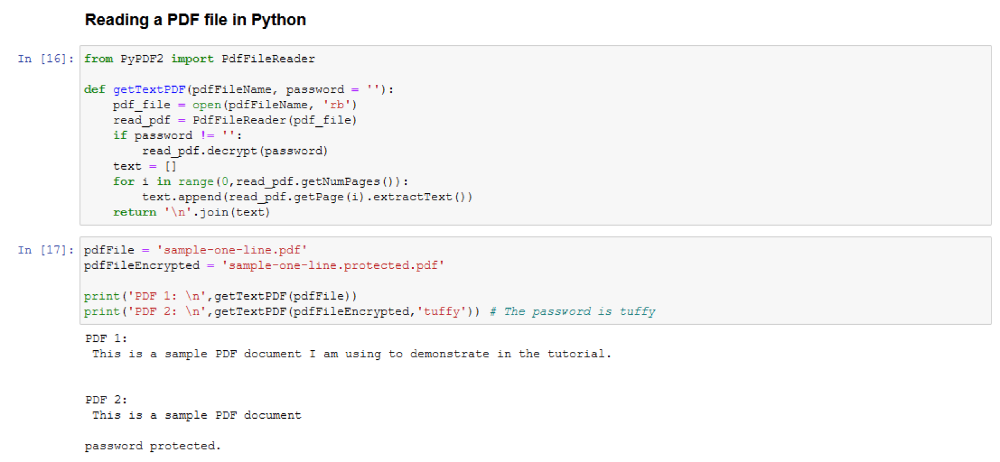 Reading a PDF file in Python
In [16]: from PyPDF2 import PdfFileReader
def getTextPDF(pdfFileName, password = ''):
    pdf_file = open(pdfFileName, 'rb')
    read_pdf = PdfFileReader(pdf_file)
    if password != '':
        read_pdf.decrypt(password)
    text = []
    for i in range(0,read_pdf.getNumPages()):
        text.append(read_pdf.getPage(i).extractText())
    return '\n'.join(text)
In [17]: pdfFile = 'sample-one-line.pdf'
pdfFileEncrypted = 'sample-one-line.protected.pdf'
print('PDF 1: \n',getTextPDF(pdfFile))
print('PDF 2: \n',getTextPDF(pdfFileEncrypted,'tuffy')) # The password is tuffy
PDF 1:
 This is a sample PDF document I am using to demonstrate in the tutorial.
PDF 2:
 This is a sample PDF document
password protected.